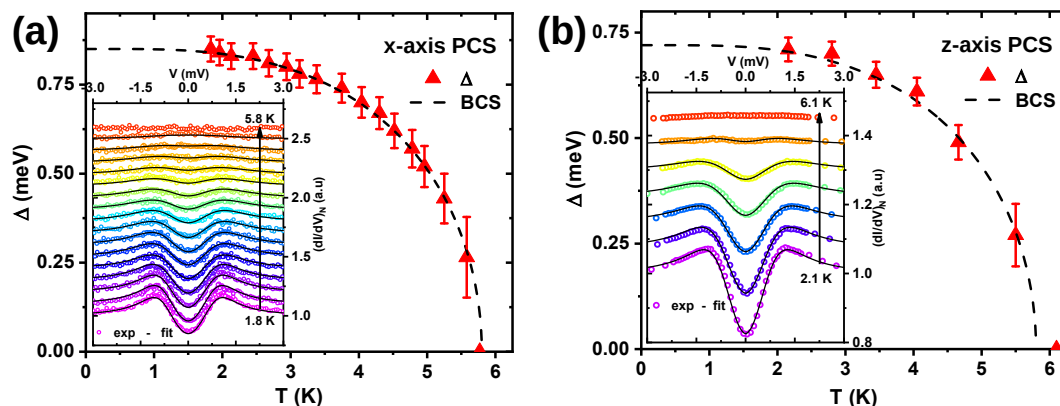 (a)
x-axis PCS
Δ
BCS
V (mV)
-3.0 -1.5 0.0 1.5 3.0
5.8 K
1.8 K
exp - fit
2.5
2.0
1.5
1.0
(dI/dV)N (a.u)
0.75
0.50
0.25
0.00
Δ (meV)
0 1 2 3 4 5 6
T (K)
(b)
z-axis PCS
Δ
BCS
V (mV)
-3.0 -1.5 0.0 1.5 3.0
6.1 K
2.1 K
exp - fit
1.4
1.2
1.0
0.8
(dI/dV)N (a.u)
0.75
0.50
0.25
0.00
Δ (meV)
0 1 2 3 4 5 6
T (K)